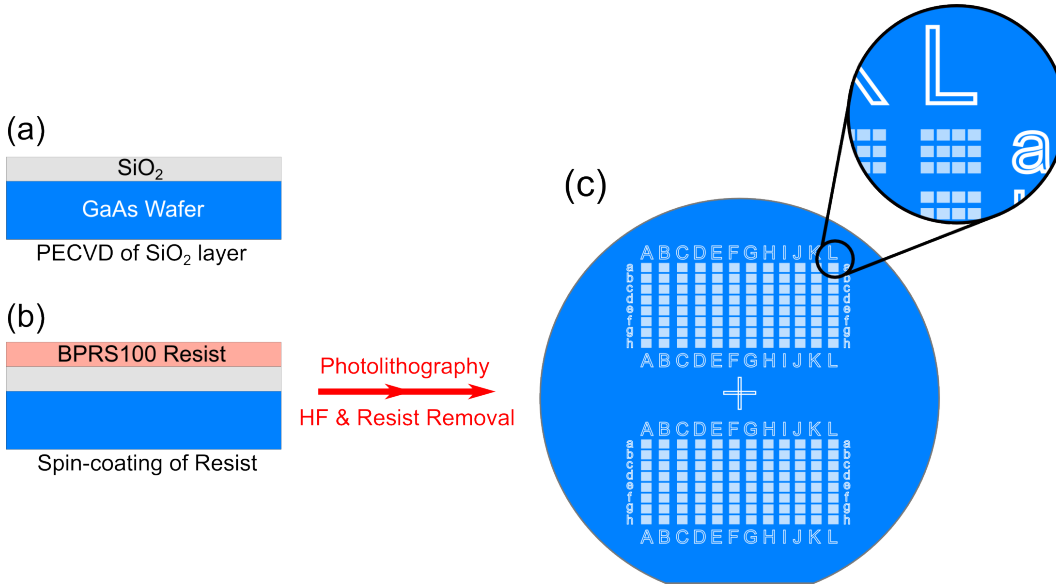 (a)
SiO₂
GaAs Wafer
PECVD of SiO₂ layer
(b)
BPRS100 Resist
Spin-coating of Resist
Photolithography
HF & Resist Removal
(c)
L
a
A B C D E F G H I J K L
a a
b b
c c
d d
e e
f f
g g
h h
A B C D E F G H I J K L
A B C D E F G H I J K L
a a
b b
c c
d d
e e
f f
g g
h h
A B C D E F G H I J K L